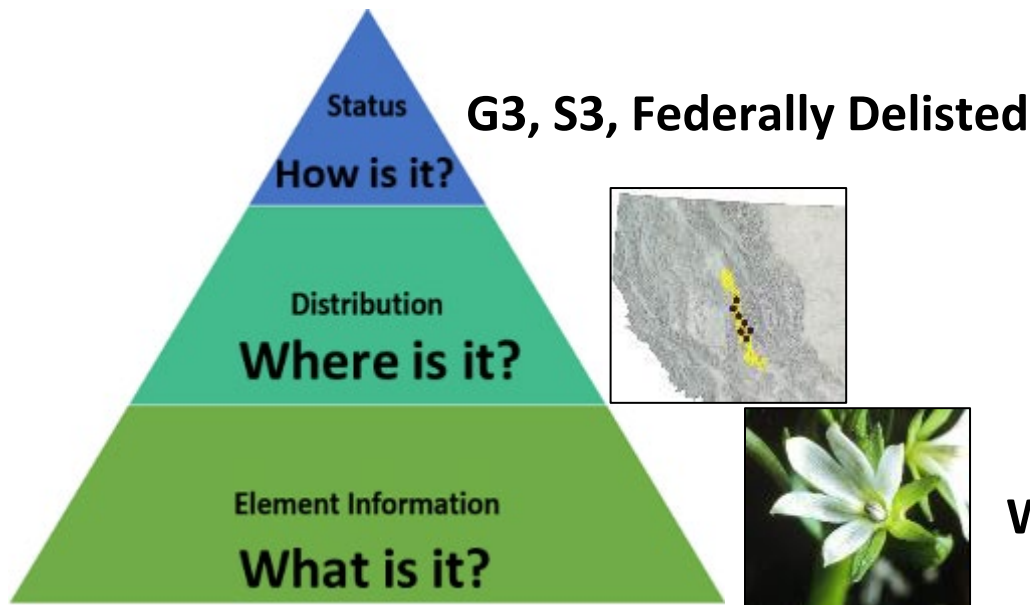 Status
G3, S3, Federally Delisted
How is it?
Distribution
Where is it?
Element Information
What is it?